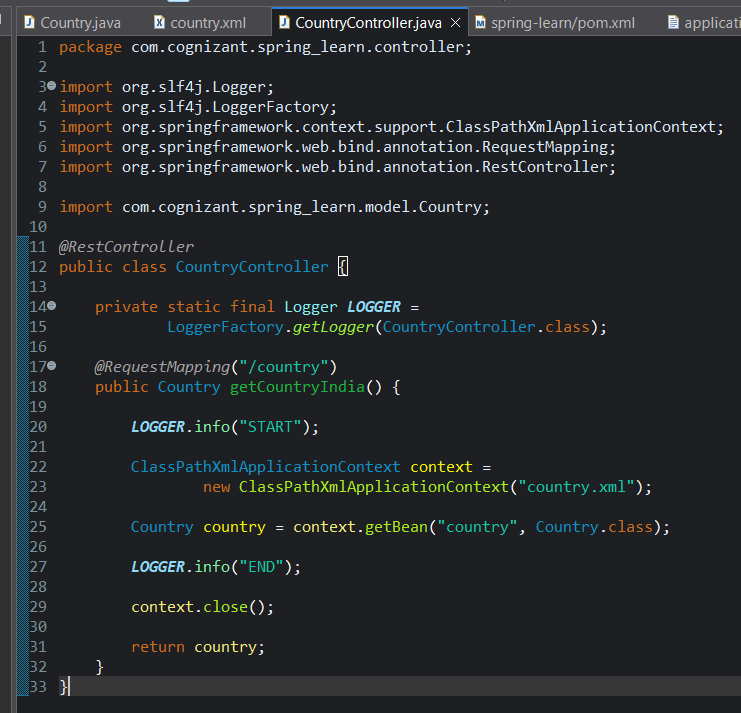 Country.java country.xml CountryController.java spring-learn/pom.xml applicati
1 package com.cognizant.spring_learn.controller;
2
3 import org.slf4j.Logger;
4 import org.slf4j.LoggerFactory;
5 import org.springframework.context.support.ClassPathXmlApplicationContext;
6 import org.springframework.web.bind.annotation.RequestMapping;
7 import org.springframework.web.bind.annotation.RestController;
8
9 import com.cognizant.spring_learn.model.Country;
10
11 @RestController
12 public class CountryController {
13
14     private static final Logger LOGGER =
15             LoggerFactory.getLogger(CountryController.class);
16
17     @RequestMapping("/country")
18     public Country getCountryIndia() {
19
20         LOGGER.info("START");
21
22         ClassPathXmlApplicationContext context =
23                 new ClassPathXmlApplicationContext("country.xml");
24
25         Country country = context.getBean("country", Country.class);
26
27         LOGGER.info("END");
28
29         context.close();
30
31         return country;
32     }
33 }